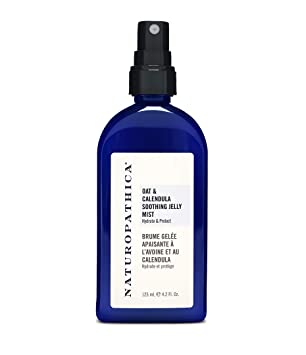 NATUROPATHICA®
OAT &
CALENDULA
SOOTHING JELLY
MIST
Hydrate & Protect
BRUME GELÉE
APAISANTE À
L'AVOINE ET AU
CALENDULA
Hydrate et protège
125 mL ℮ 4.2 fl. Oz.